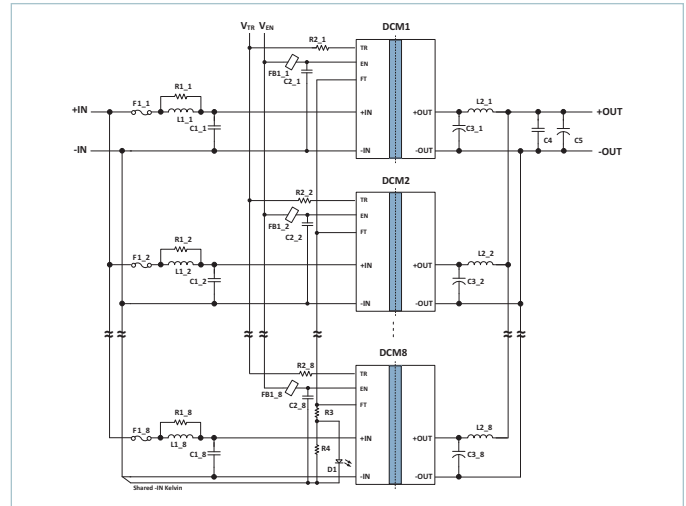 V_TR V_EN DCM1
R2_1 TR
EN
FB1_1
C2_1 FT
R1_1
+IN F1_1 L1_1 C1_1 +IN +OUT C3_1 L2_1 C4 C5 +OUT
-IN -IN -OUT -OUT
DCM2
R2_2 TR
EN
FB1_2
C2_2 FT
R1_2
F1_2 L1_2 C1_2 +IN +OUT C3_2 L2_2
-IN -OUT
DCM8
R2_8 TR
EN
FB1_8
C2_8 FT
R3
R1_8
F1_8 L1_8 C1_8 R4 D1 +IN +OUT C3_8 L2_8
-IN -OUT
Shared -IN Kelvin